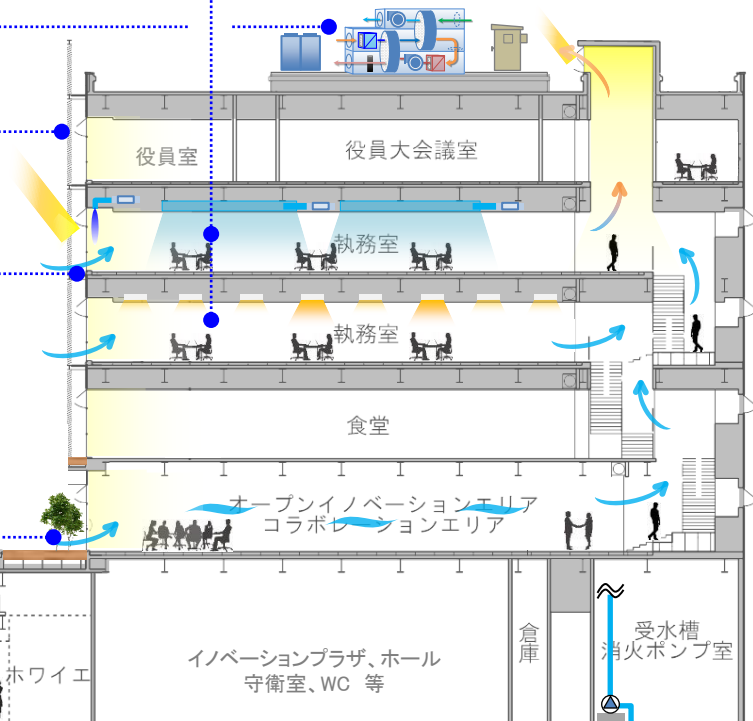 役員室
役員大会議室
執務室
執務室
食堂
オープンイノベーションエリア
コラボレーションエリア
イノベーションプラザ、ホール
守衛室、WC 等
倉庫
受水槽
消火ポンプ室
ホワイエ